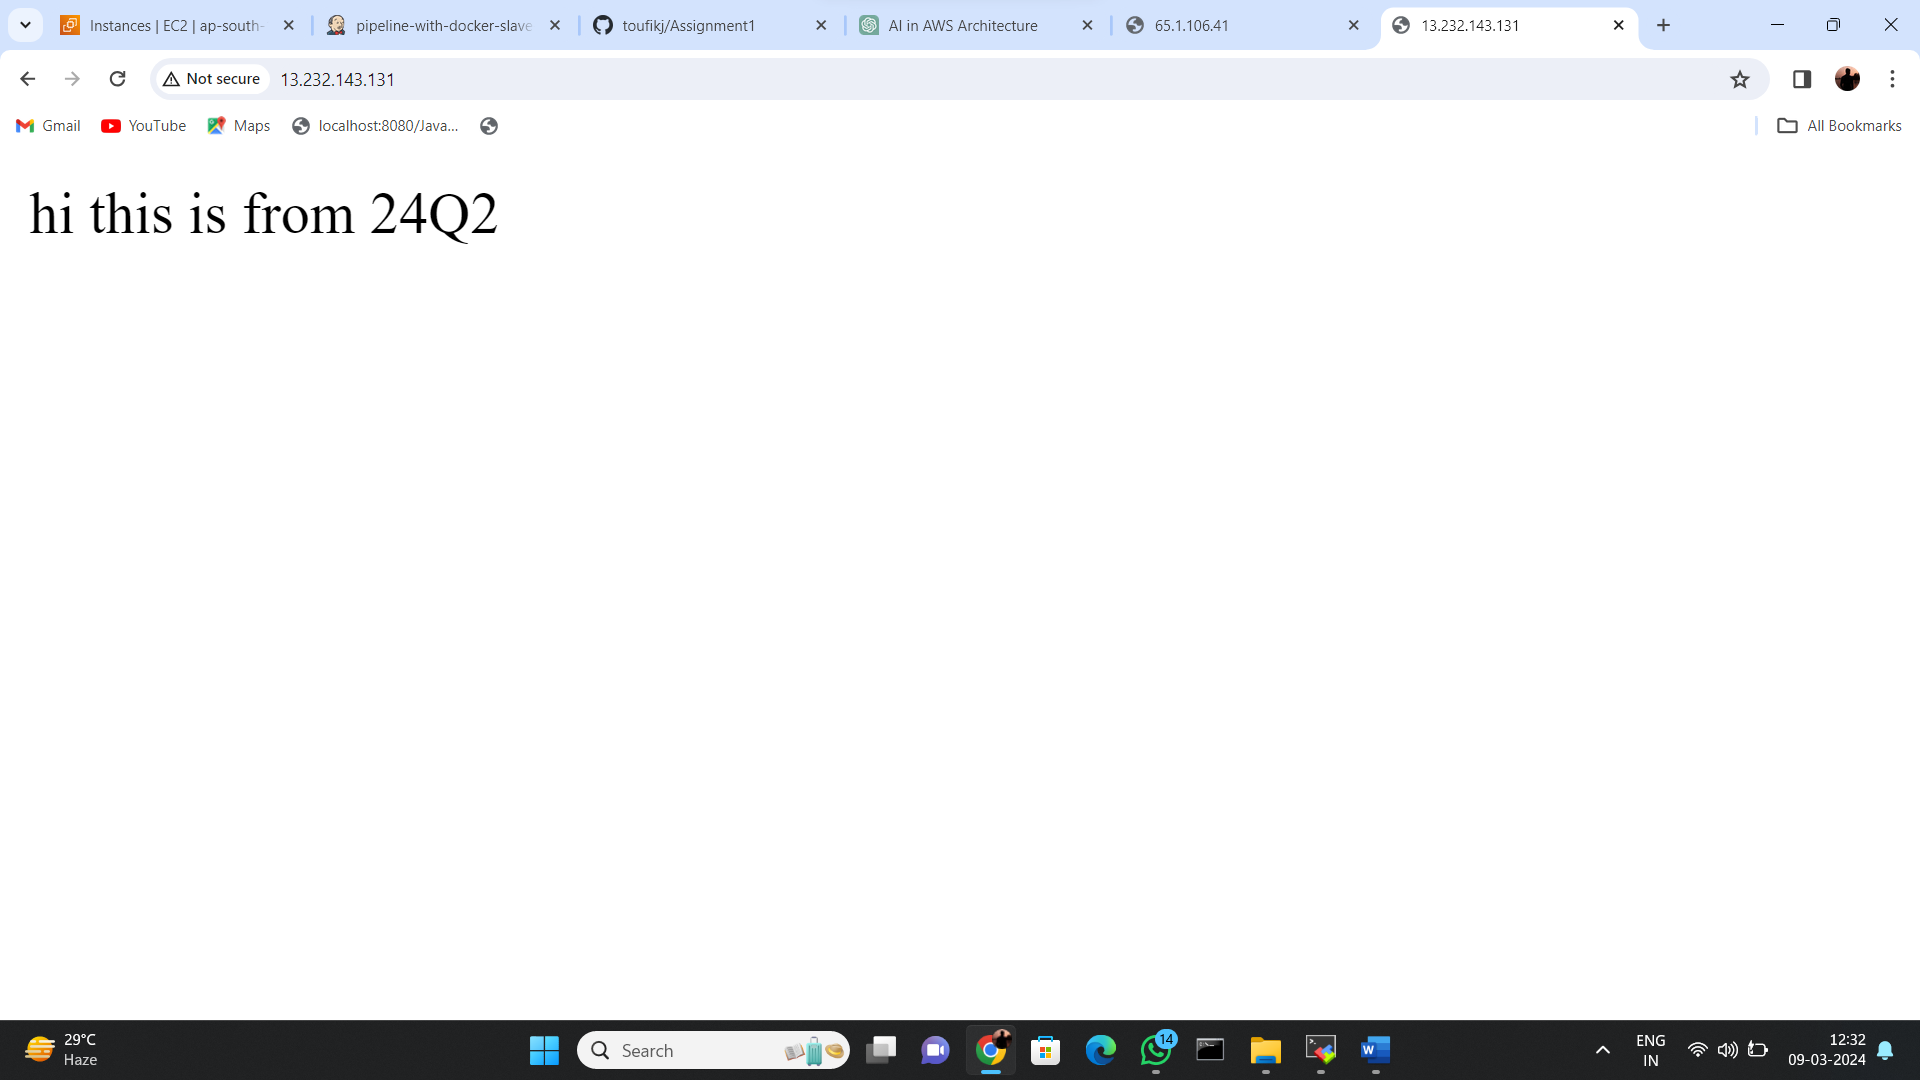 Instances | EC2 | ap-south-
pipeline-with-docker-slave
toufikj/Assignment1
AI in AWS Architecture
65.1.106.41
13.232.143.131
Not secure
13.232.143.131
Gmail
YouTube
Maps
localhost:8080/Java...
All Bookmarks
hi this is from 24Q2
29°C
Haze
Search
14
ENG
IN
12:32
09-03-2024